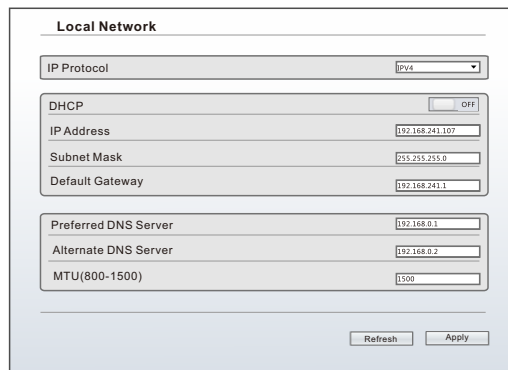 Local Network
IP Protocol IPV4
DHCP OFF
IP Address 192.168.241.107
Subnet Mask 255.255.255.0
Default Gateway 192.168.241.1
Preferred DNS Server 192.168.0.1
Alternate DNS Server 192.168.0.2
MTU(800-1500) 1500
Refresh Apply